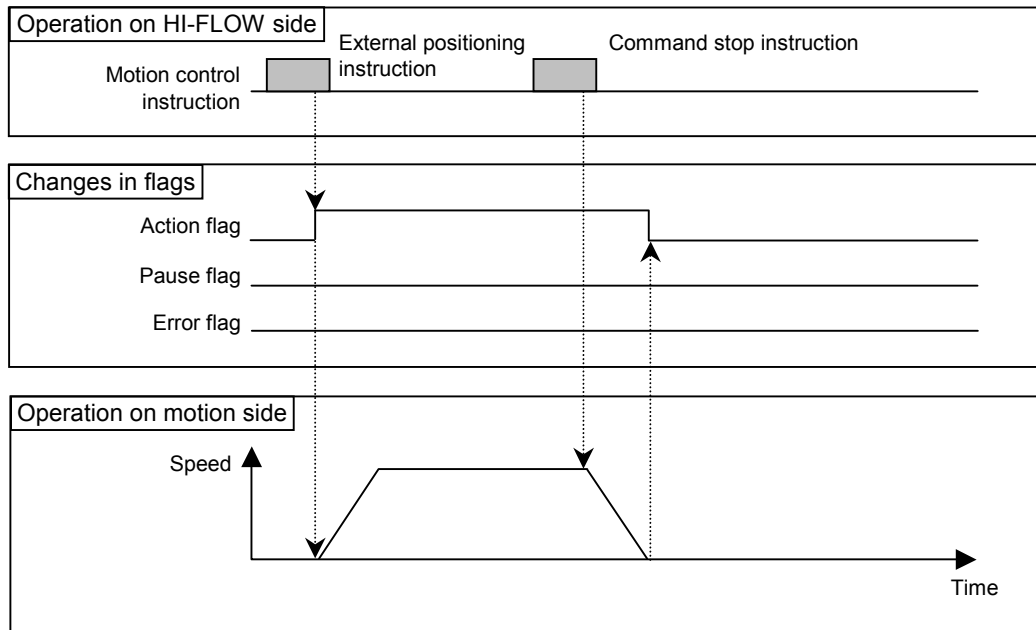 Operation on HI-FLOW side
External positioning
instruction
Command stop instruction
Motion control
instruction
Changes in flags
Action flag
Pause flag
Error flag
Operation on motion side
Speed
Time